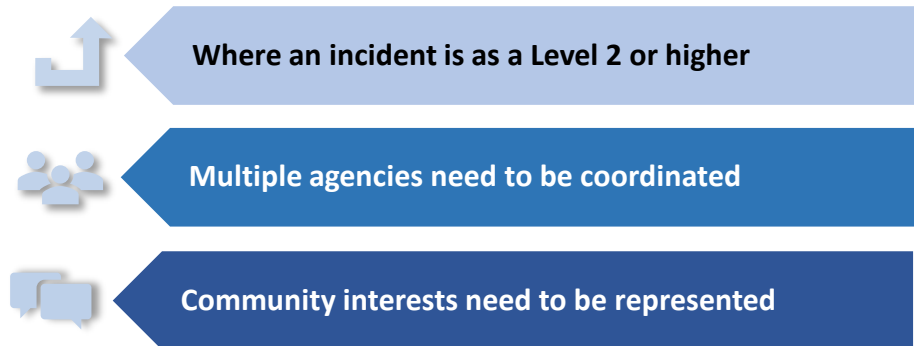 Where an incident is as a Level 2 or higher
Multiple agencies need to be coordinated
Community interests need to be represented